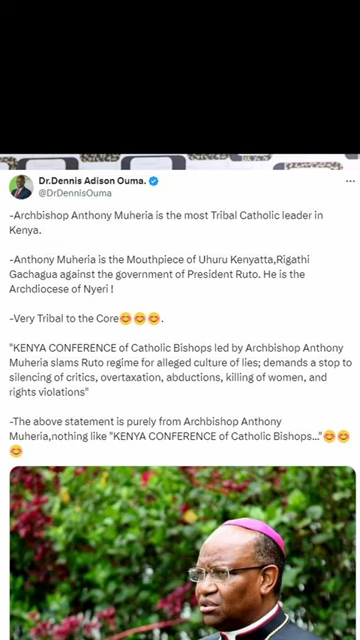 Dr.Dennis Adison Ouma.
@DrDennisOuma
-Archbishop Anthony Muheria is the most Tribal Catholic leader in
Kenya.
-Anthony Muheria is the Mouthpiece of Uhuru Kenyatta,Rigathi
Gachagua against the government of President Ruto. He is the
Archdiocese of Nyeri !
-Very Tribal to the Core😊😊😊.
"KENYA CONFERENCE of Catholic Bishops led by Archbishop Anthony
Muheria slams Ruto regime for alleged culture of lies; demands a stop to
silencing of critics, overtaxation, abductions, killing of women, and
rights violations"
-The above statement is purely from Archbishop Anthony
Muheria,nothing like "KENYA CONFERENCE of Catholic Bishops..."😊😊
😊